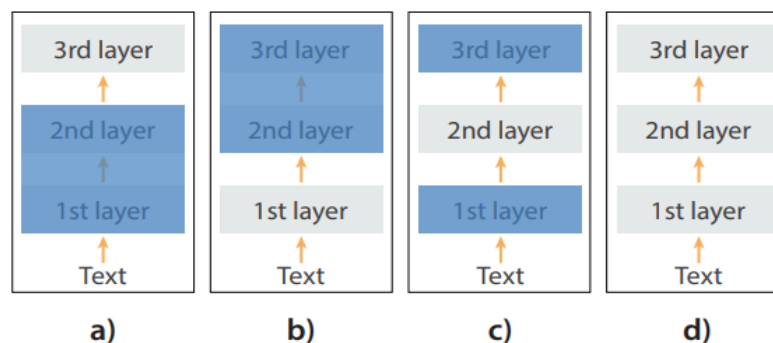 3rd layer
2nd layer
1st layer
Text
a)
3rd layer
2nd layer
1st layer
Text
b)
3rd layer
2nd layer
1st layer
Text
c)
3rd layer
2nd layer
1st layer
Text
d)